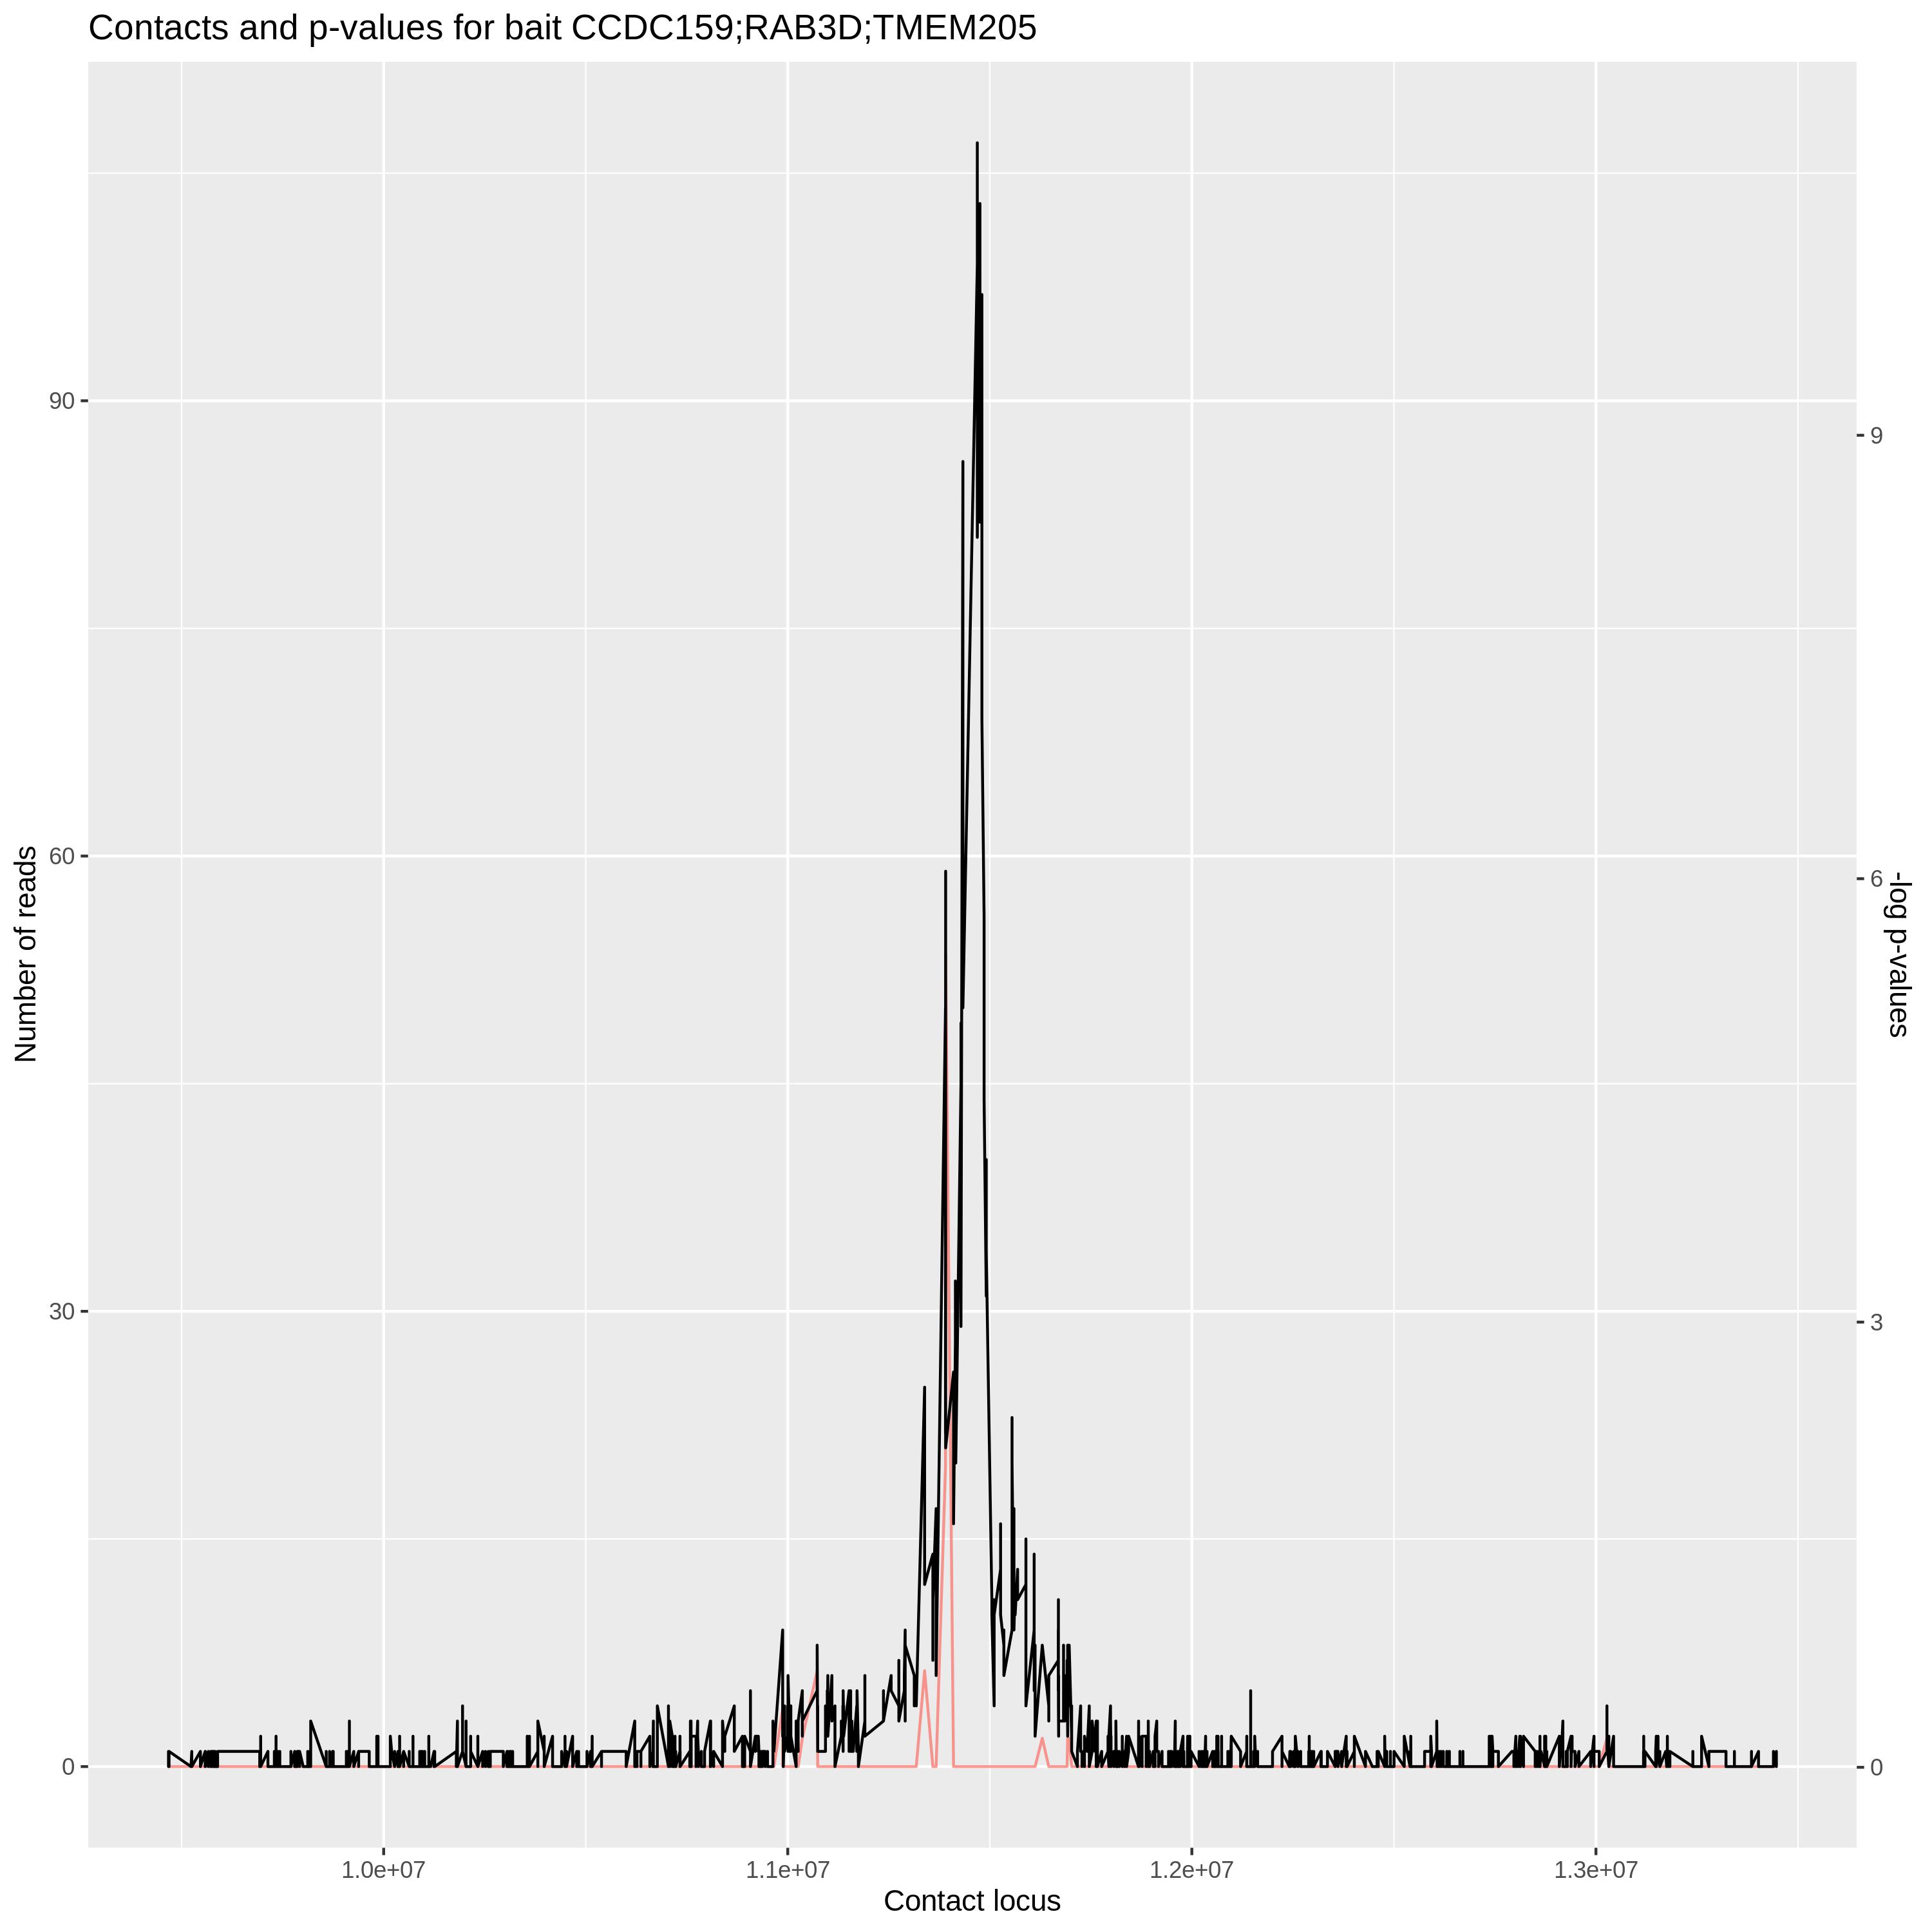 Contacts and p-values for bait CCDC159;RAB3D;TMEM205
Number of reads
90
60
30
0
9
6
3
0
-log p-values
1.0e+07
1.1e+07
1.2e+07
1.3e+07
Contact locus